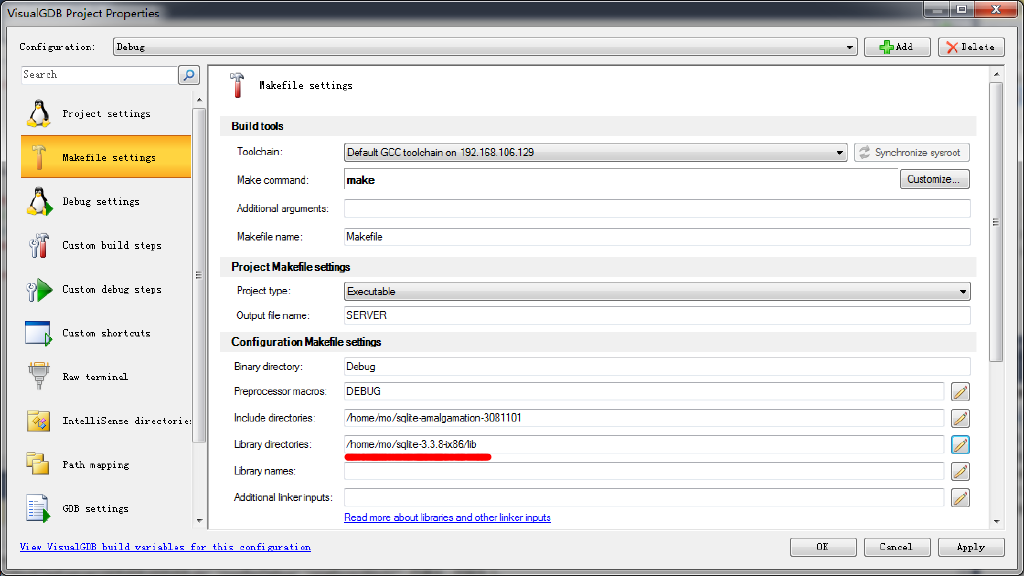 VisualGDB Project Properties
Configuration:
Debug
Add
Delete
Search
Project settings
Makefile settings
Debug settings
Custom build steps
Custom debug steps
Custom shortcuts
Raw terminal
IntelliSense directories
Path mapping
GDB settings
Makefile settings
Build tools
Toolchain:
Default GCC toolchain on 192.168.106.129
Synchronize sysroot
Make command:
make
Customize...
Additional arguments:
Makefile name:
Makefile
Project Makefile settings
Project type:
Executable
Output file name:
SERVER
Configuration Makefile settings
Binary directory:
Debug
Preprocessor macros:
DEBUG
Include directories:
/home/mo/sqlite-amalgamation-3081101
Library directories:
/home/mo/sqlite-3.3.8-ix86/lib
Library names:
Additional linker inputs:
Read more about libraries and other linker inputs
View VisualGDB build variables for this configuration
OK
Cancel
Apply